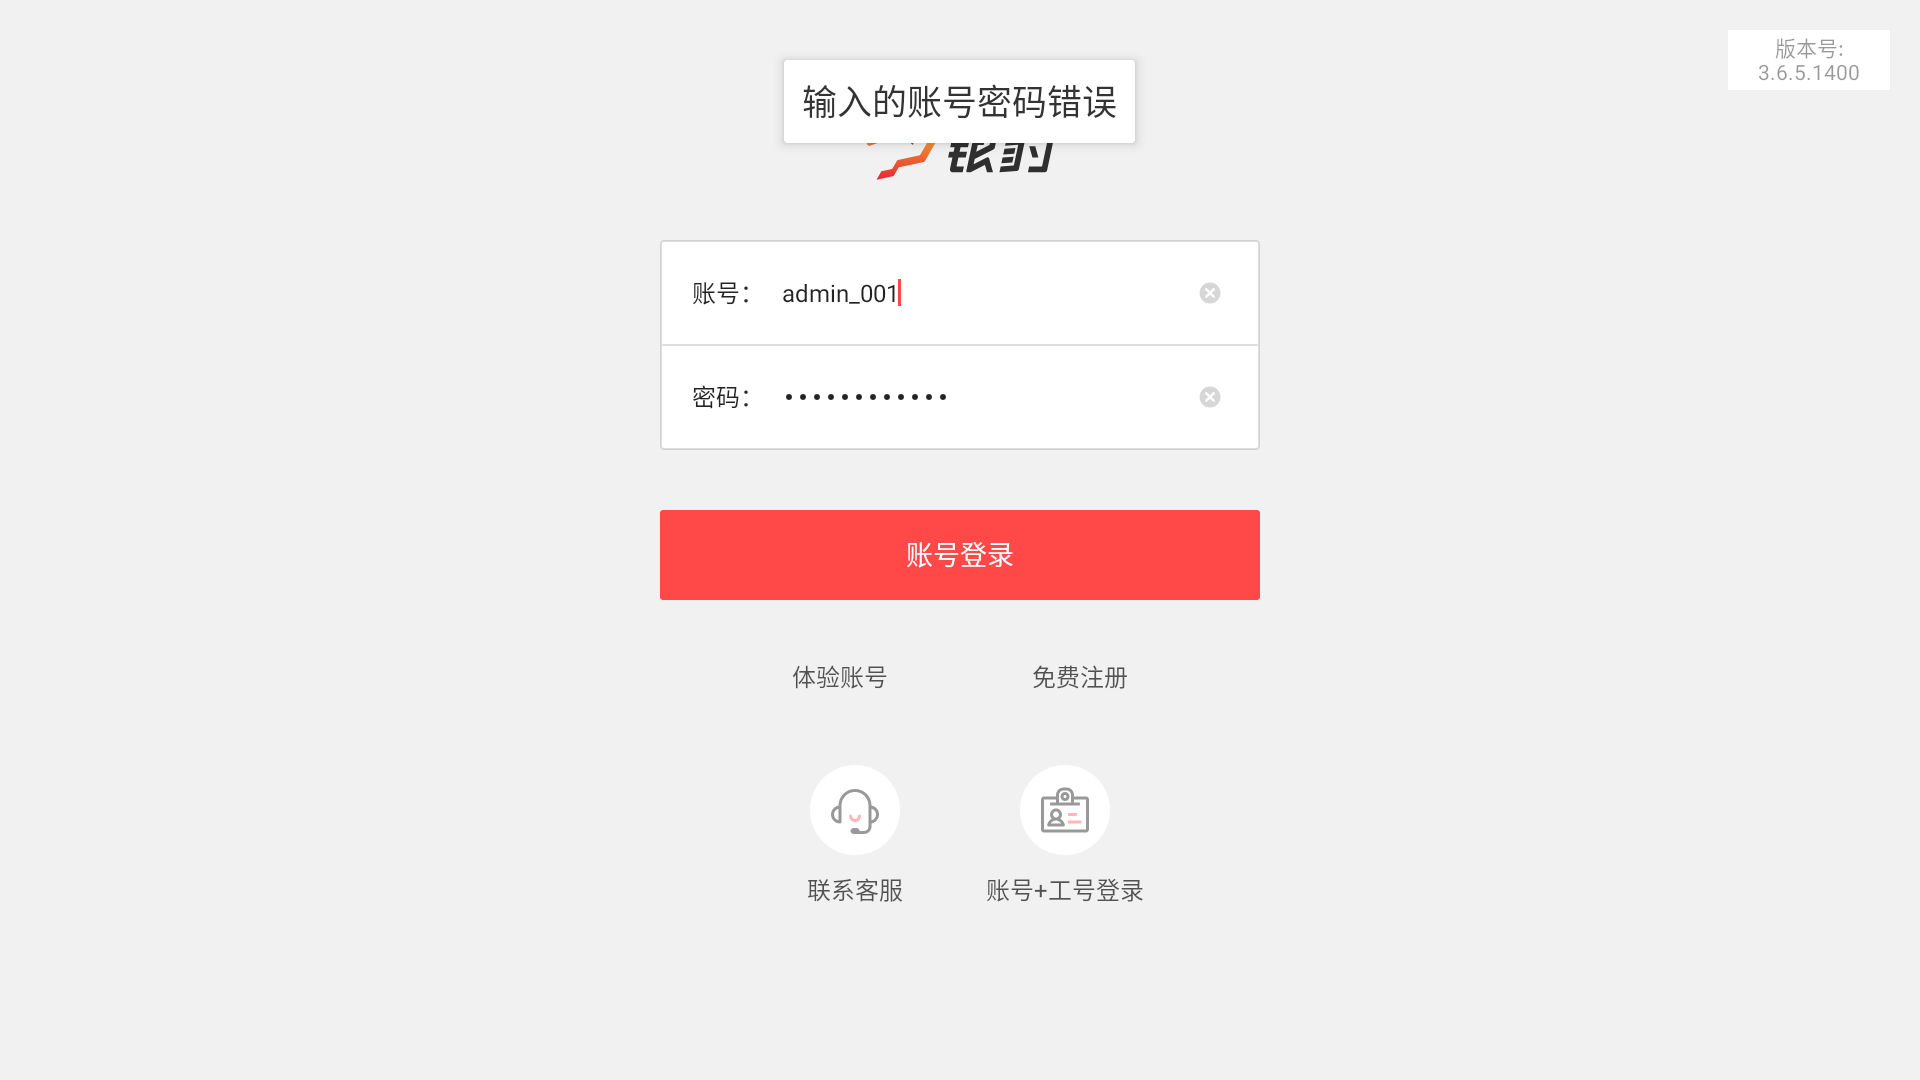 版本号:
3.6.5.1400
输入的账号密码错误
账号： admin_001
密码： ••••••••••••
账号登录
体验账号 免费注册
联系客服 账号+工号登录